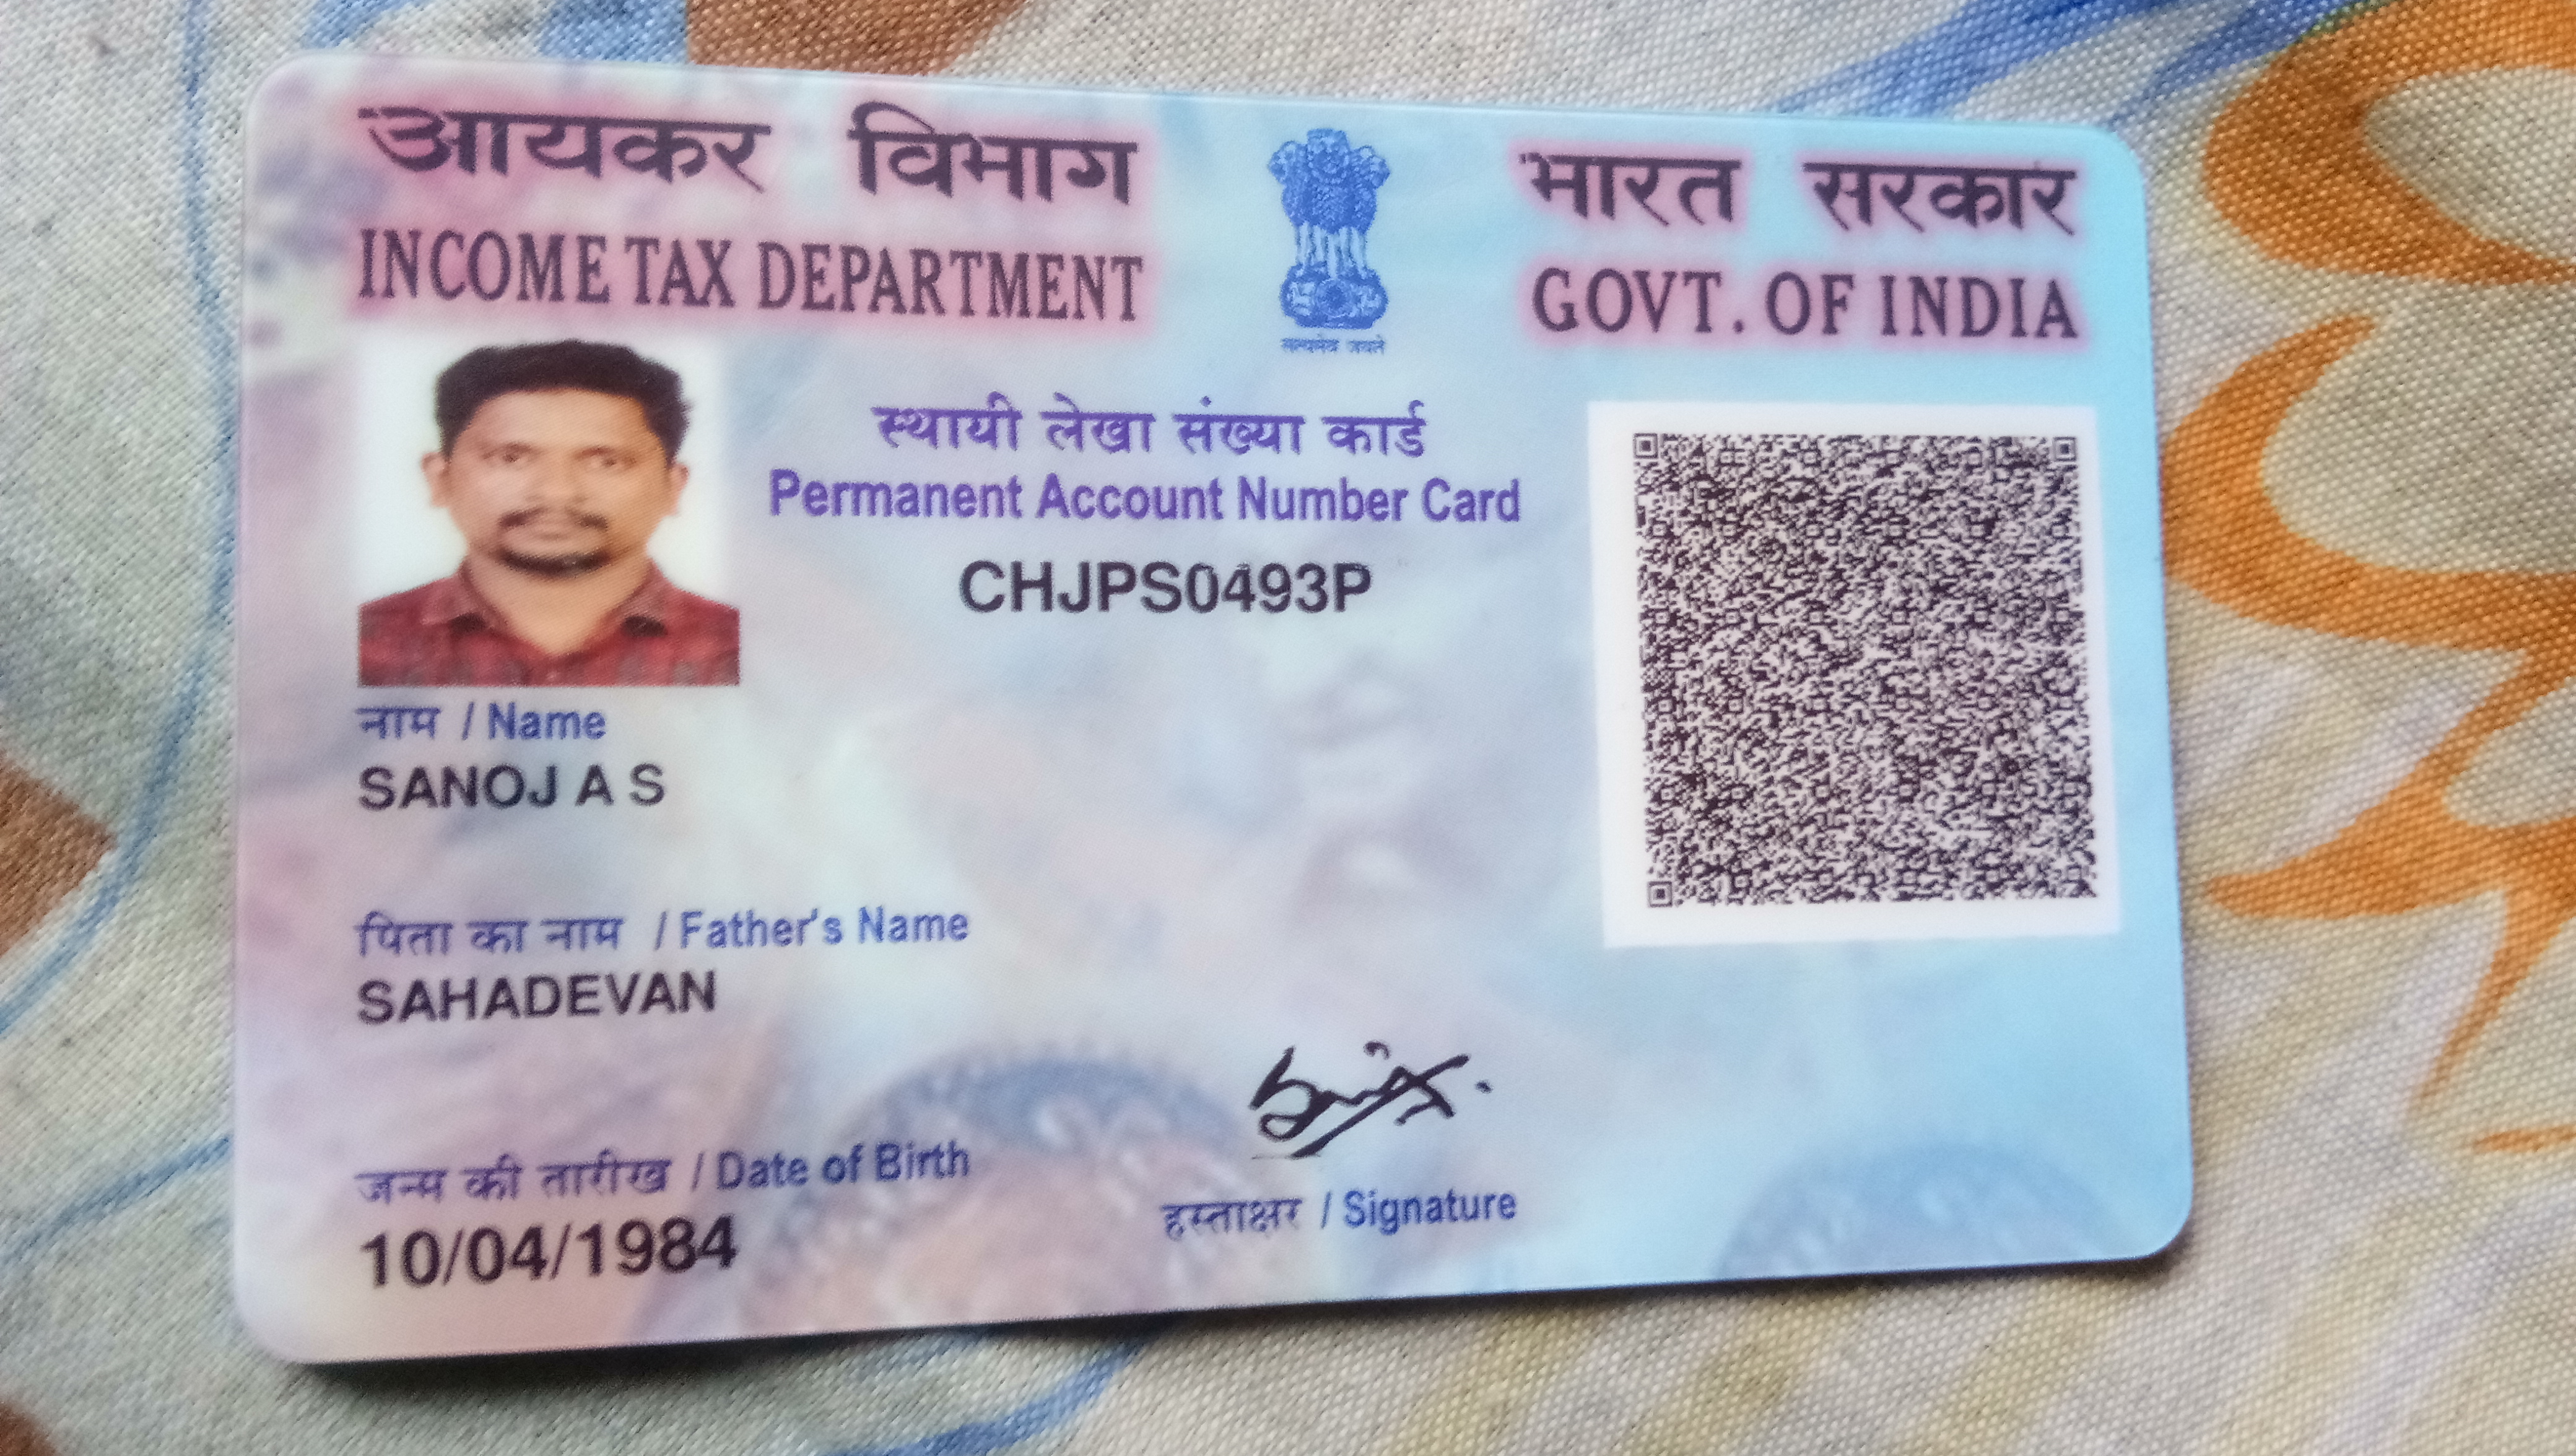 आयकर विभाग
INCOME TAX DEPARTMENT
सत्यमेव जयते
भारत सरकार
GOVT. OF INDIA
स्थायी लेखा संख्या कार्ड
Permanent Account Number Card
CHJPS0493P
नाम / Name
SANOJ A S
पिता का नाम / Father's Name
SAHADEVAN
जन्म की तारीख / Date of Birth
10/04/1984
हस्ताक्षर / Signature